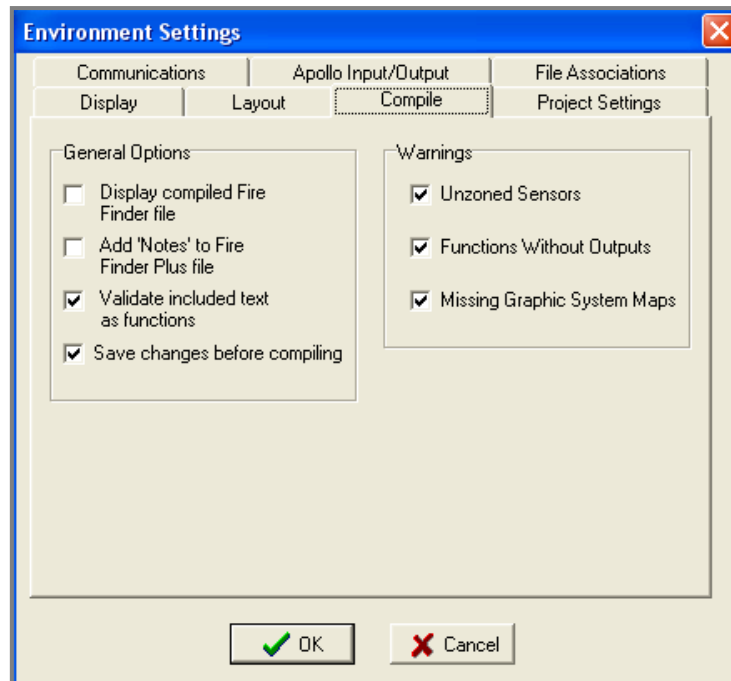 Environment Settings
Communications
Apollo Input/Output
File Associations
Display
Layout
Compile
Project Settings
General Options
Display compiled Fire
Finder file
Add 'Notes' to Fire
Finder Plus file
Validate included text
as functions
Save changes before compiling
Warnings
Unzoned Sensors
Functions Without Outputs
Missing Graphic System Maps
OK
Cancel